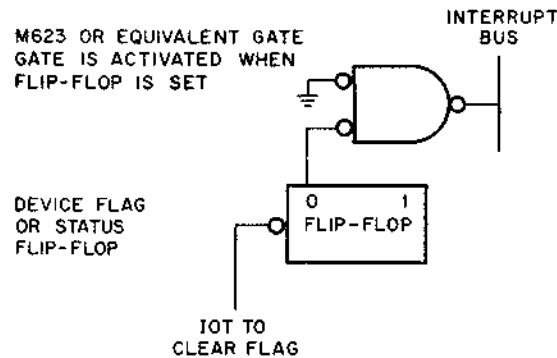 INTERRUPT
BUS
M623 OR EQUIVALENT GATE
GATE IS ACTIVATED WHEN
FLIP-FLOP IS SET
DEVICE FLAG
OR STATUS
FLIP-FLOP
0 1
FLIP-FLOP
IOT TO
CLEAR FLAG